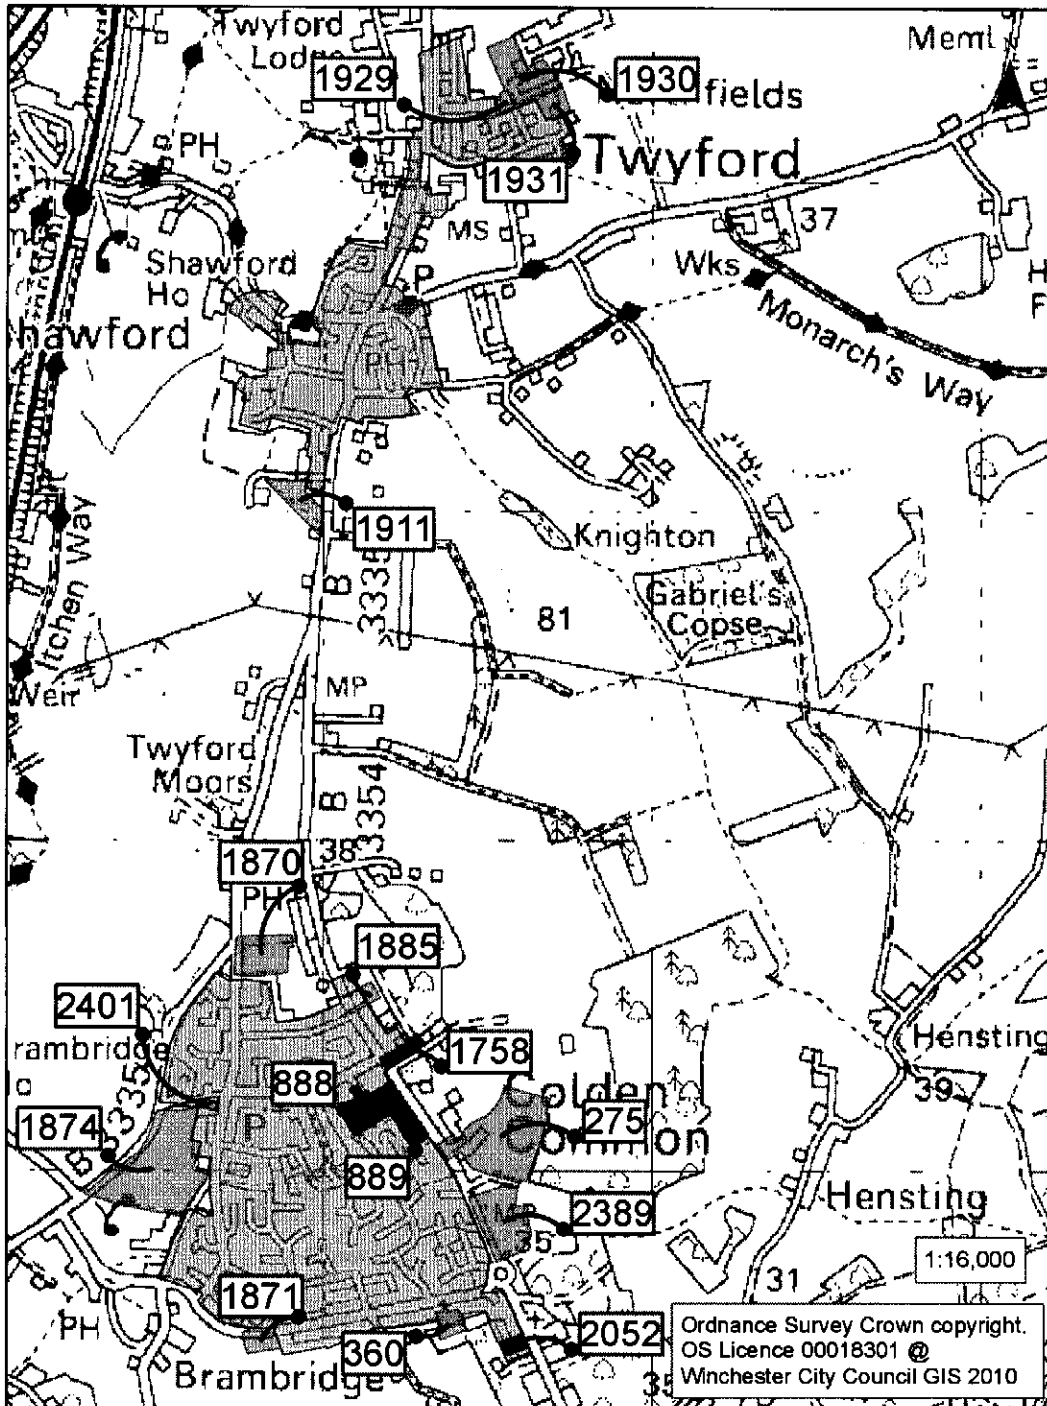 Twyford
Lodge
Meml
1929
1930
fields
PH
Twyford
1931
MS
37
Shawford
Ho
P
Wks
H
F
hawford
Monarch's Way
PH
1911
Knighton
Itchen Way
B
3335
Gabriel's
Copse
81
Weir
MP
Twyford
Moors
B
3354
38
1870
PH
1885
2401
rambridge
1758
Hensting
888
Colden
Common
275
39
B
3335
P
1874
889
Hensting
2389
35
1:16,000
31
1871
PH
360
2052
Brambridge
35
Ordnance Survey Crown copyright.
OS Licence 00018301 @
Winchester City Council GIS 2010